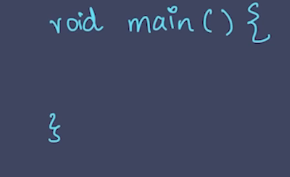 void main() {
}